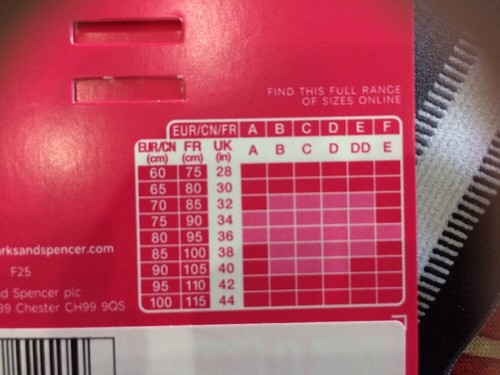 FIND THIS FULL RANGE
OF SIZES ONLINE
EUR/CN/FR A B C D E F
EUR/CN (cm) FR (cm) UK (in) A B C D DD E
60 75 28
65 80 30
70 85 32
75 90 34
80 95 36
85 100 38
90 105 40
95 110 42
100 115 44
arksandspencer.com
F25
d Spencer plc
39 Chester CH99 9QS